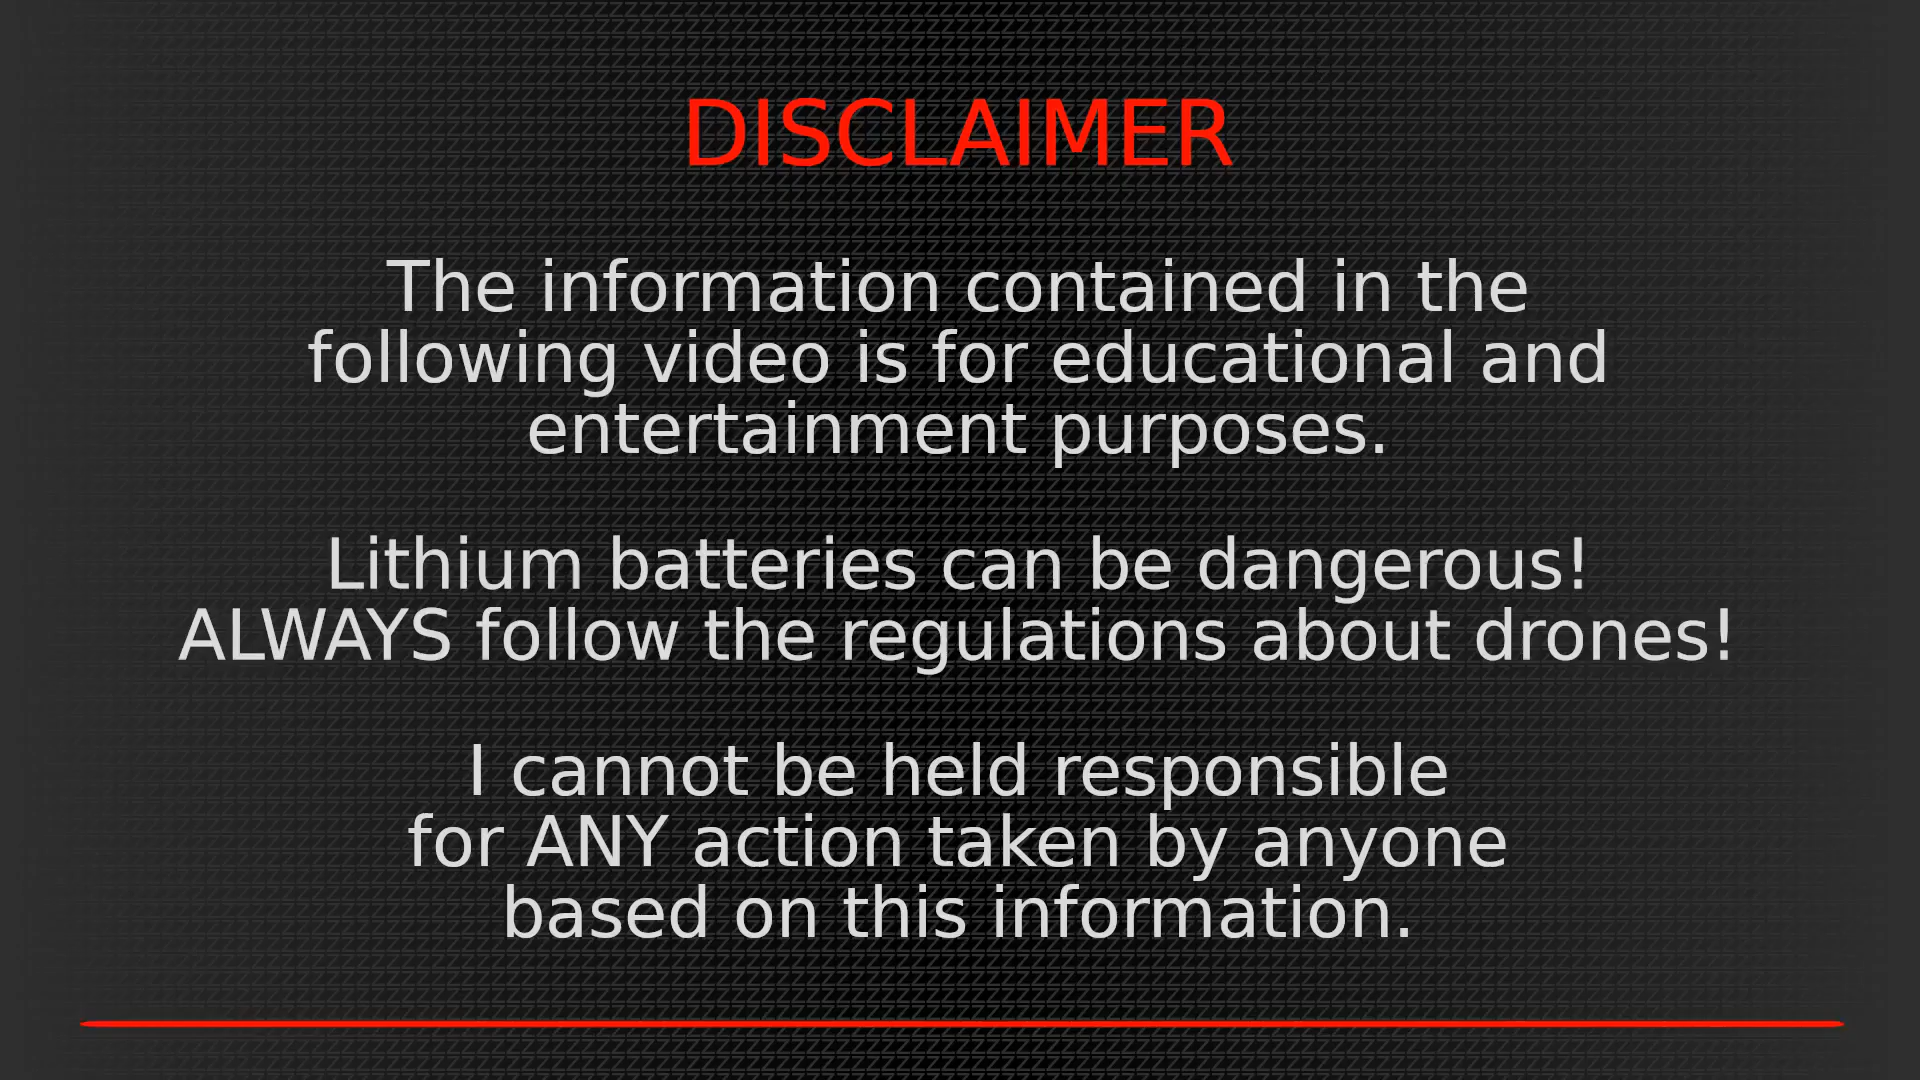 DISCLAIMER
The information contained in the
following video is for educational and
entertainment purposes.
Lithium batteries can be dangerous!
ALWAYS follow the regulations about drones!
I cannot be held responsible
for ANY action taken by anyone
based on this information.